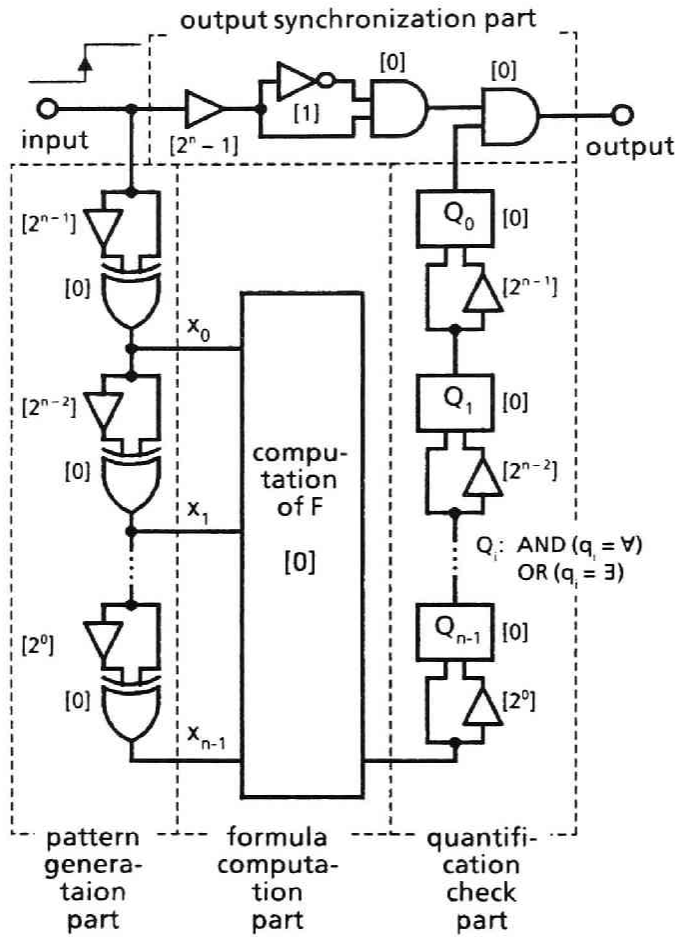 output synchronization part
[0]
[0]
[1]
input
[2ⁿ − 1]
output
[2ⁿ⁻¹]
Q₀ [0]
[0]
[2ⁿ⁻¹]
x₀
[2ⁿ⁻²]
Q₁ [0]
[0]
compu-
tation
of F
[0]
[2ⁿ⁻²]
x₁
Qᵢ: AND (qᵢ = ∀)
OR (qᵢ = ∃)
[2⁰]
Qₙ₋₁ [0]
[0]
[2⁰]
xₙ₋₁
pattern
genera-
taion
part
formula
computa-
tion
part
quantifi-
cation
check
part